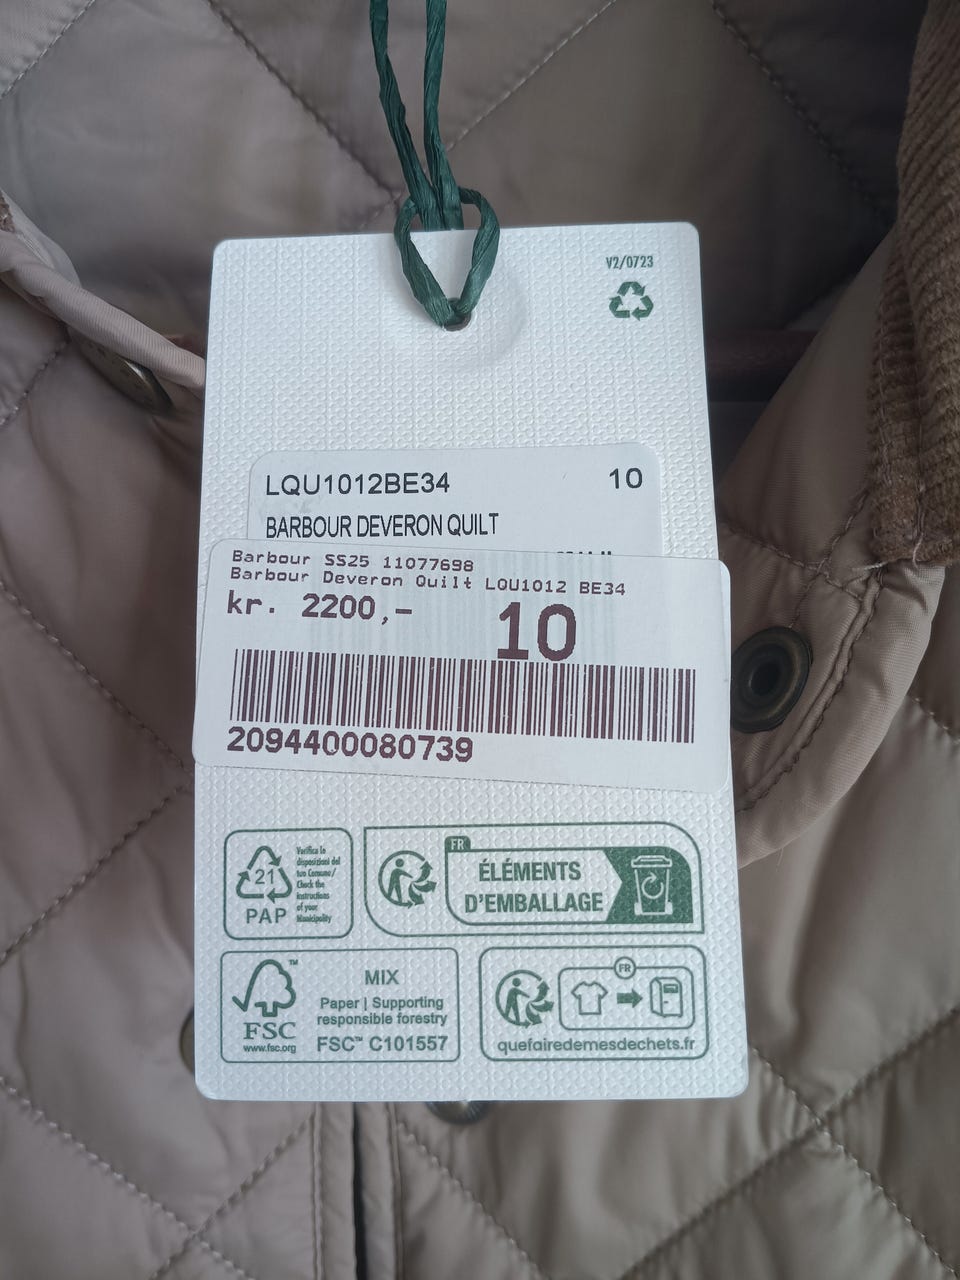 V2/0723
LQU1012BE34 10
BARBOUR DEVERON QUILT
Barbour SS25 11077698
Barbour Deveron Quilt LQU1012 BE34
kr. 2200,- 10
2094400080739
21
PAP
Verifica le
disposizioni del
tuo Comune/
Check the
instructions
of your
Municipality
FR
ÉLÉMENTS
D'EMBALLAGE
FSC
™
www.fsc.org
MIX
Paper | Supporting
responsible forestry
FSC™ C101557
FR
quefairedemesdechets.fr